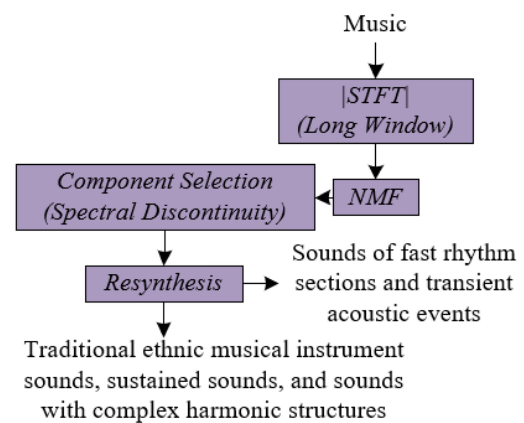 Music
|STFT|
(Long Window)
NMF
Component Selection
(Spectral Discontinuity)
Resynthesis
Sounds of fast rhythm
sections and transient
acoustic events
Traditional ethnic musical instrument
sounds, sustained sounds, and sounds
with complex harmonic structures